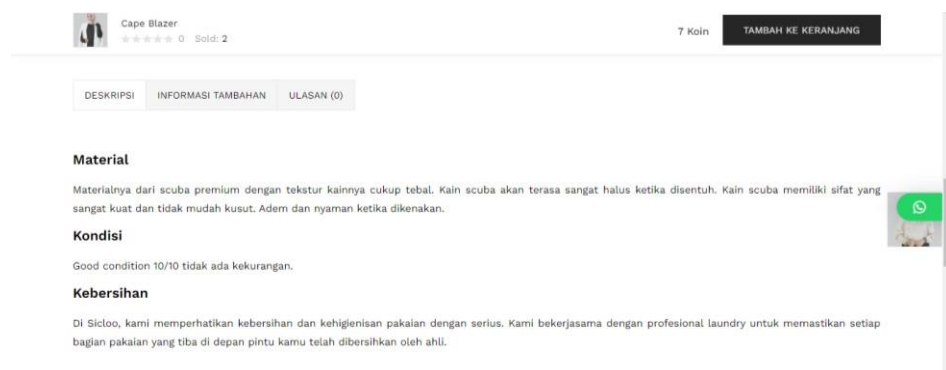 Cape Blazer
0 Sold: 2
7 Koin
TAMBAH KE KERANJANG
DESKRIPSI
INFORMASI TAMBAHAN
ULASAN (0)
Material
Materialnya dari scuba premium dengan tekstur kainnya cukup tebal. Kain scuba akan terasa sangat halus ketika disentuh. Kain scuba memiliki sifat yang
sangat kuat dan tidak mudah kusut. Adem dan nyaman ketika dikenakan.
Kondisi
Good condition 10/10 tidak ada kekurangan.
Kebersihan
Di Sicloo, kami memperhatikan kebersihan dan kehigienisan pakaian dengan serius. Kami bekerjasama dengan profesional laundry untuk memastikan setiap
bagian pakaian yang tiba di depan pintu kamu telah dibersihkan oleh ahli.